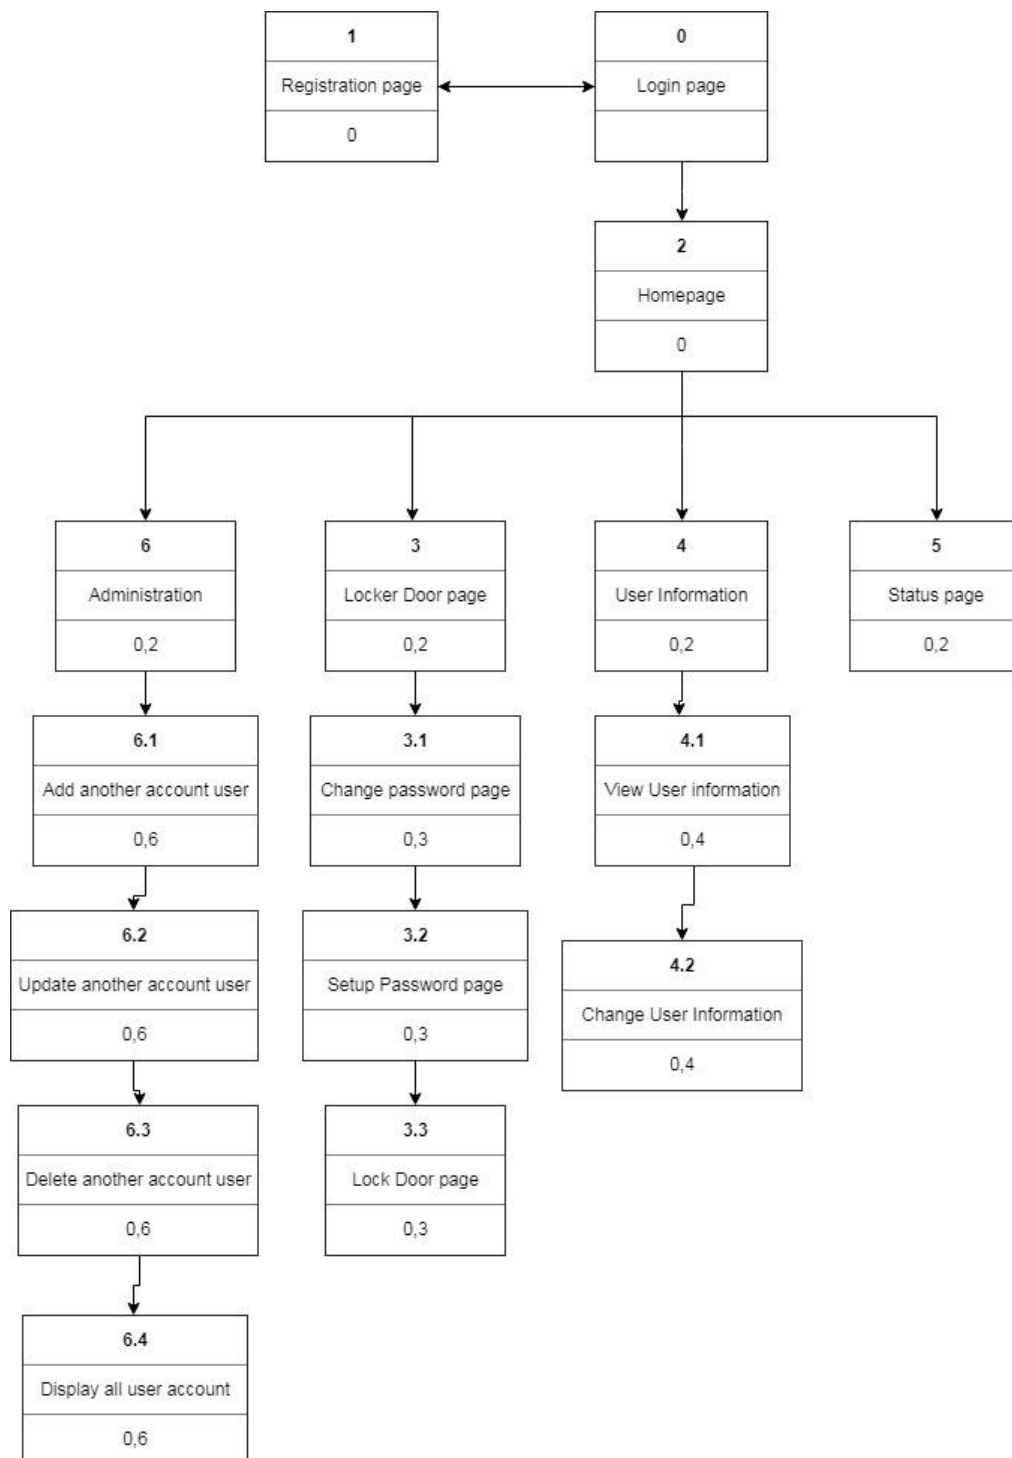 1
Registration page
0
0
Login page
2
Homepage
0
6
Administration
0,2
3
Locker Door page
0,2
4
User Information
0,2
5
Status page
0,2
6.1
Add another account user
0,6
3.1
Change password page
0,3
4.1
View User information
0,4
6.2
Update another account user
0,6
3.2
Setup Password page
0,3
4.2
Change User Information
0,4
6.3
Delete another account user
0,6
3.3
Lock Door page
0,3
6.4
Display all user account
0,6